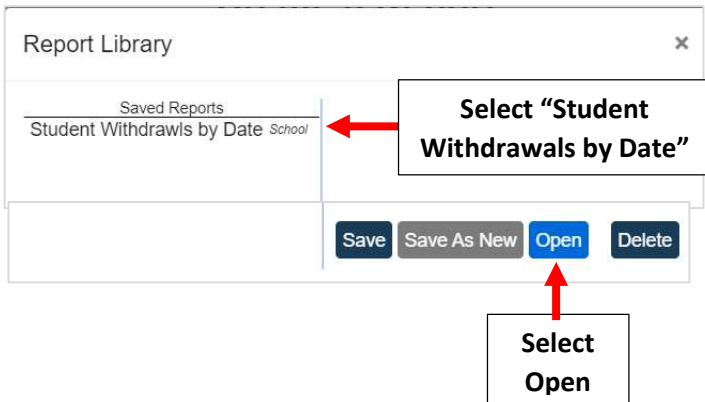 Report Library ×
Saved Reports
Student Withdrawls by Date School
Select “Student
Withdrawals by Date”
Save Save As New Open Delete
Select
Open